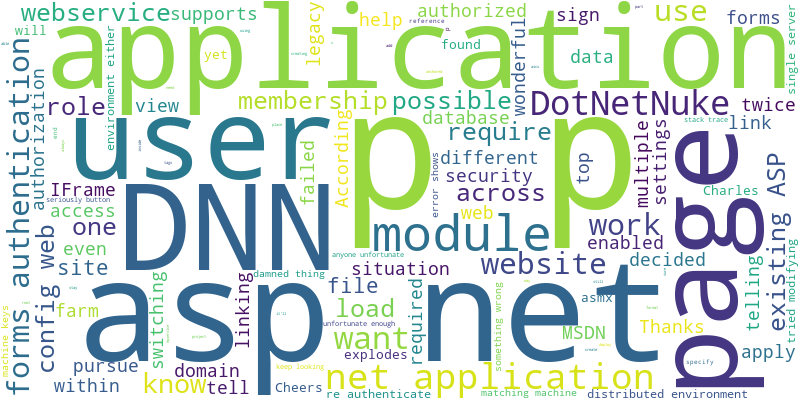 webservice
supports
legacy
help
authorized
sign
use
forms
single server
will
application
yet
found
data
wonderful
environment either
role
view
membership
possible
DotNetNuke
twice
database
link
user
p
p
require
forms authentication
authorization
According
failed
different
top
multiple
settings
ASP
IFrame
security
Charles
stack trace
access
error shows
across
page
existing
seriously button
one
DNN
module
web
work
enabled
even
site
situation
website
decided
telling
tried modifying
anyone unfortunate
damned thing
config web
switching
linking
file
asmx
farm
asp
net
load
required
something wrong
MSDN
Thanks
machine keys
unfortunate enough
want
explodes
pursue
domain
apply
within
know
tell
keep looking
net application
specify
Cheers
re authenticate
matching machine
distributed environment
reference
project
create